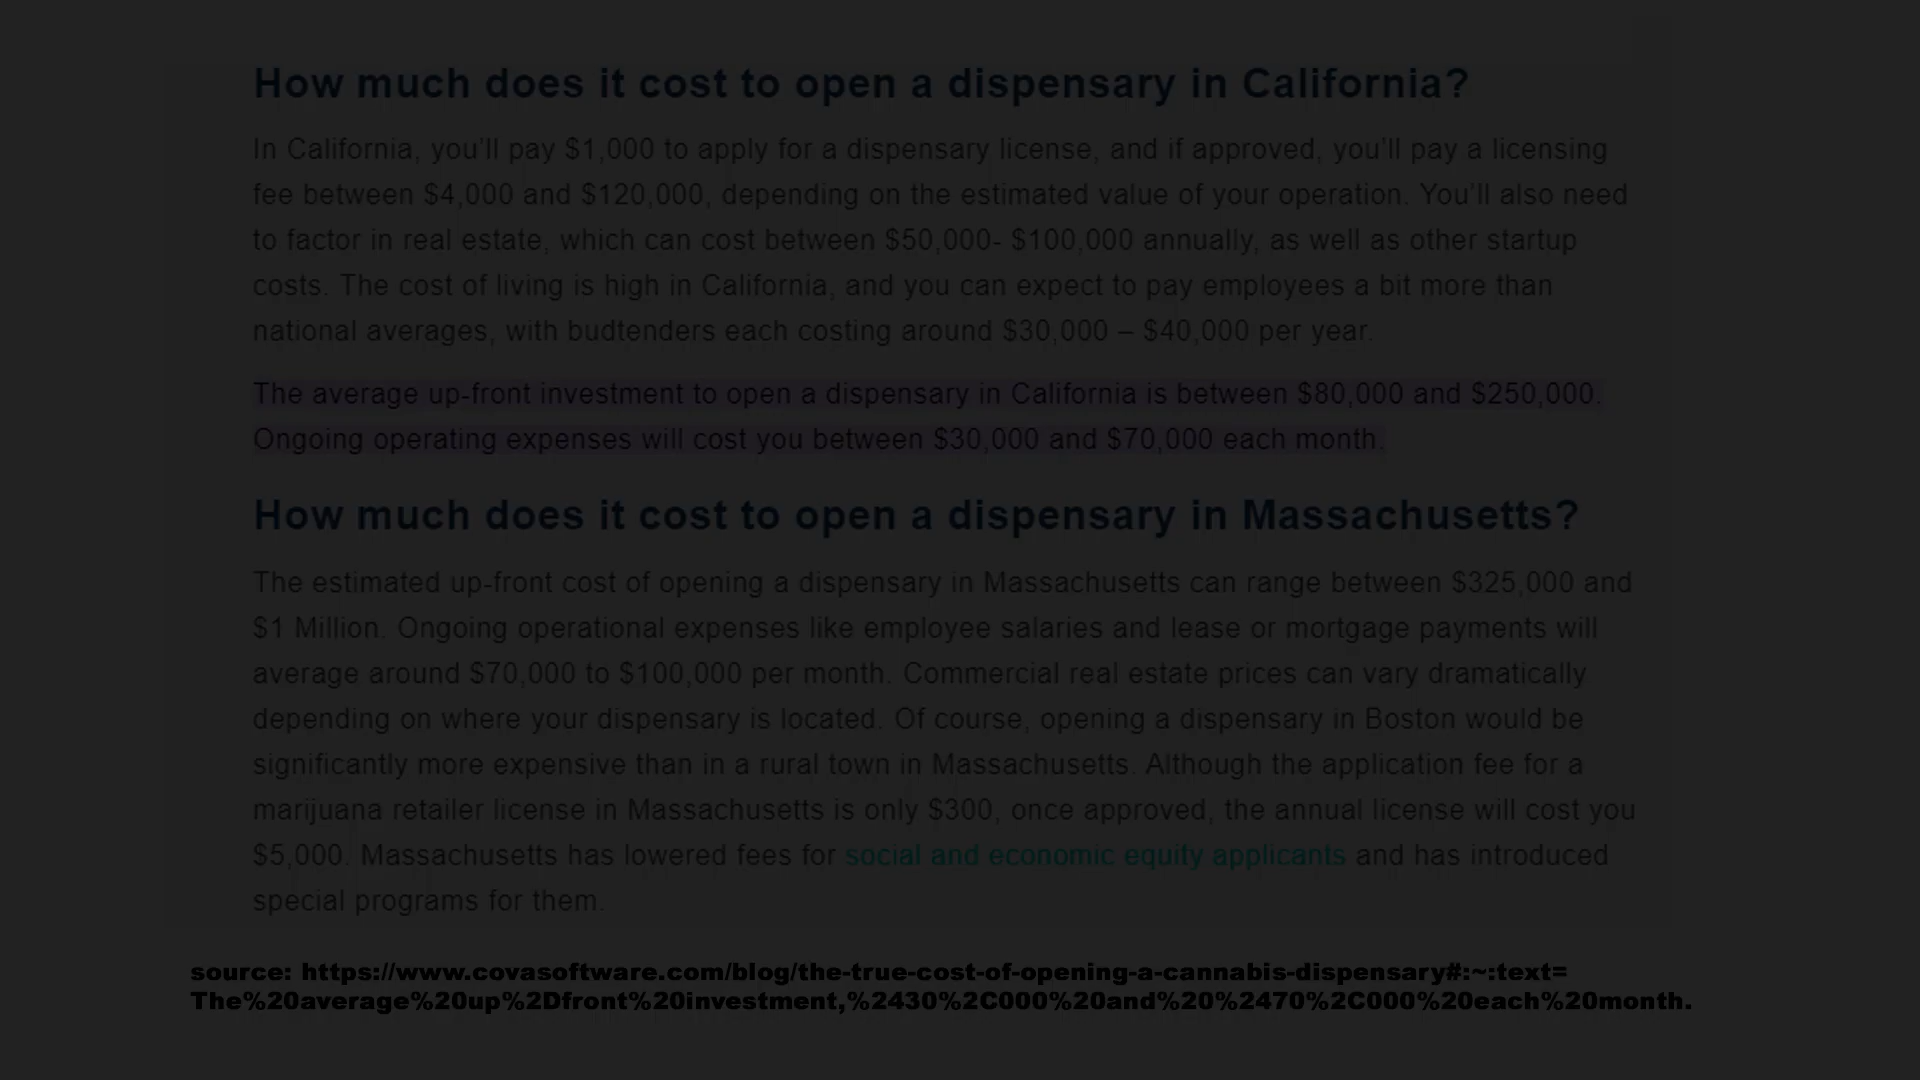 How much does it cost to open a dispensary in California?
In California, you'll pay $1,000 to apply for a dispensary license, and if approved, you'll pay a licensing
fee between $4,000 and $120,000, depending on the estimated value of your operation. You'll also need
to factor in real estate, which can cost between $50,000- $100,000 annually, as well as other startup
costs. The cost of living is high in California, and you can expect to pay employees a bit more than
national averages, with budtenders each costing around $30,000 – $40,000 per year.
The average up-front investment to open a dispensary in California is between $80,000 and $250,000.
Ongoing operating expenses will cost you between $30,000 and $70,000 each month.
How much does it cost to open a dispensary in Massachusetts?
The estimated up-front cost of opening a dispensary in Massachusetts can range between $325,000 and
$1 Million. Ongoing operational expenses like employee salaries and lease or mortgage payments will
average around $70,000 to $100,000 per month. Commercial real estate prices can vary dramatically
depending on where your dispensary is located. Of course, opening a dispensary in Boston would be
significantly more expensive than in a rural town in Massachusetts. Although the application fee for a
marijuana retailer license in Massachusetts is only $300, once approved, the annual license will cost you
$5,000. Massachusetts has lowered fees for social and economic equity applicants and has introduced
special programs for them.
source: https://www.covasoftware.com/blog/the-true-cost-of-opening-a-cannabis-dispensary#:~:text=
The%20average%20up%2Dfront%20investment,%2430%2C000%20and%20%2470%2C000%20each%20month.